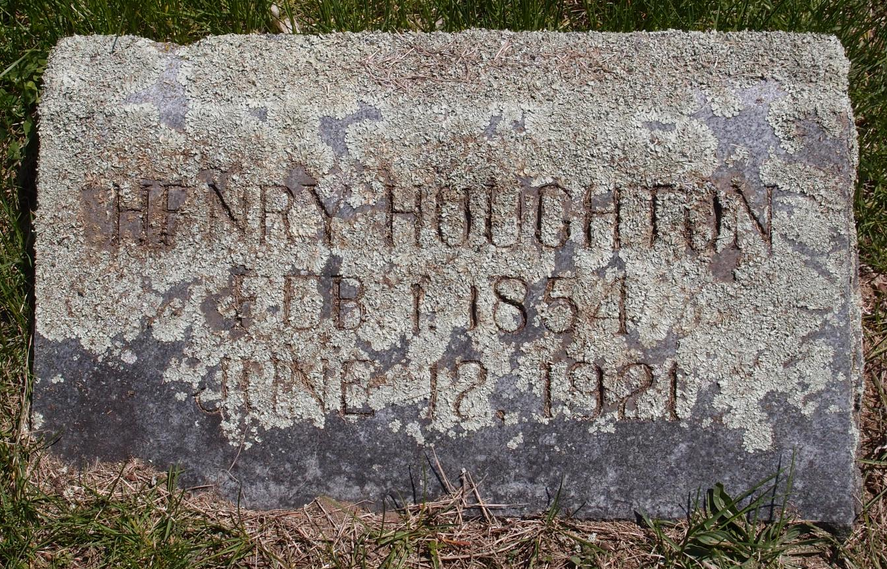 HENRY HOUGHTON
FEB. 1. 1854
JUNE 12. 1921